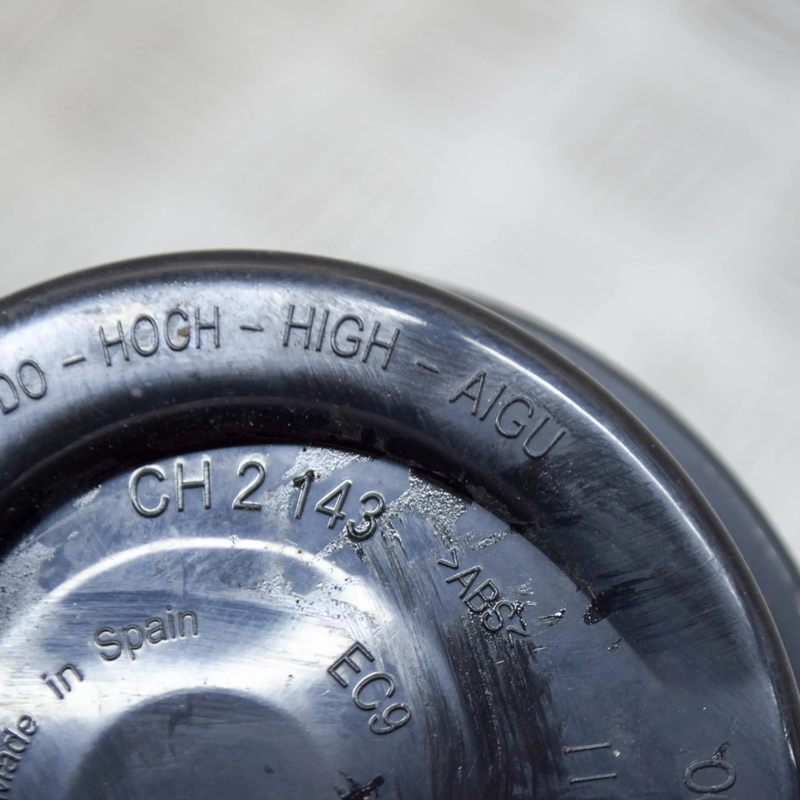 DO - HOCH - HIGH - AIGU
CH 2 143
>ABS<
Made in Spain
EC9